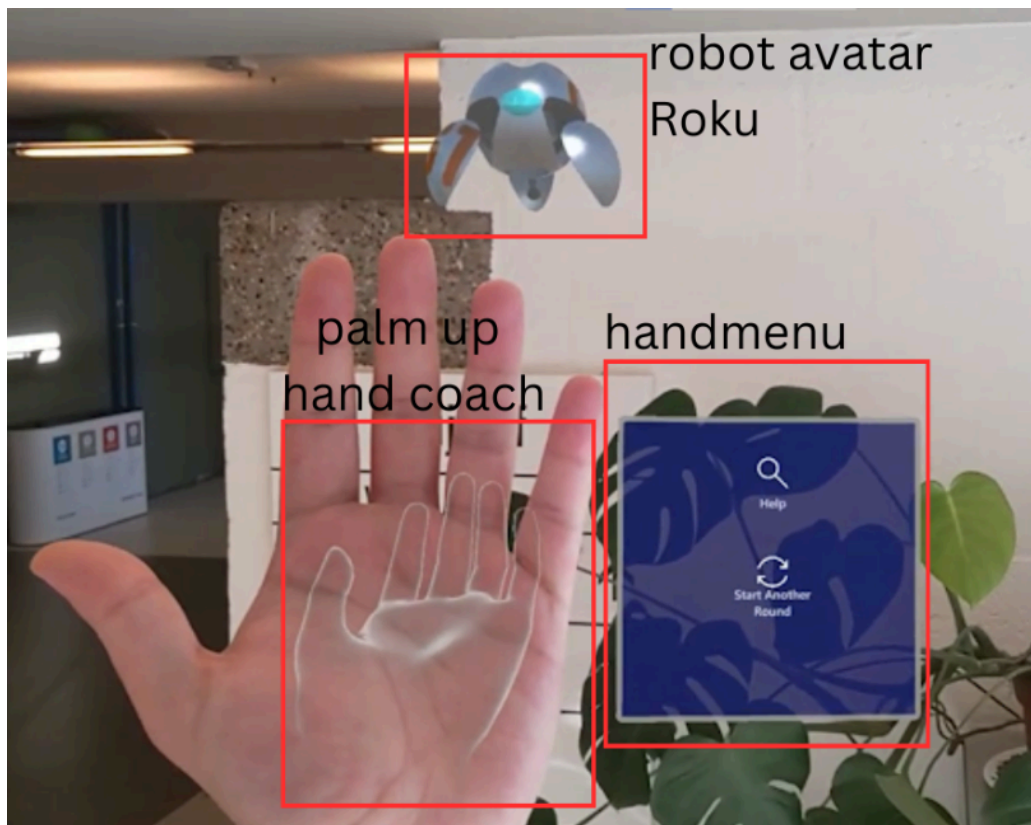 robot avatar
Roku
palm up
hand coach
handmenu
Help
Start Another
Round